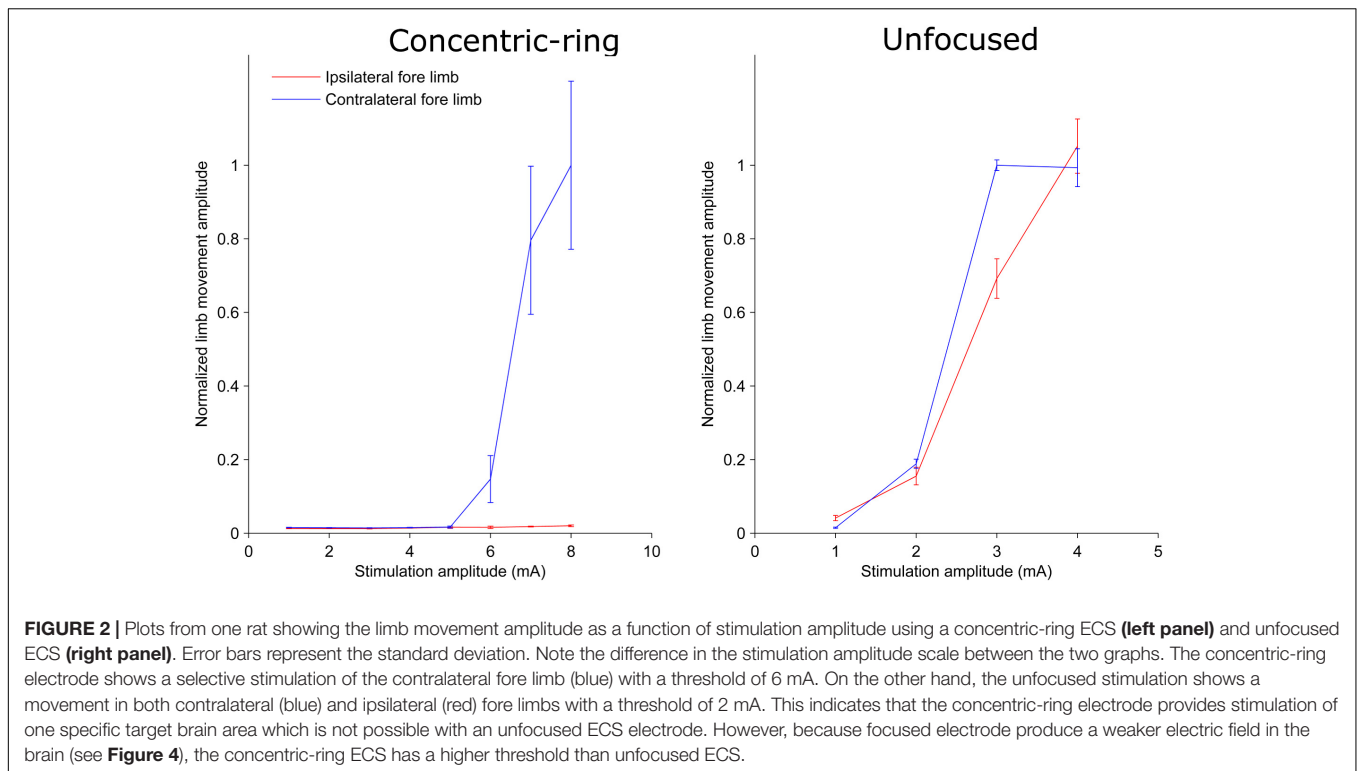 Concentric-ring
Unfocused
Ipsilateral fore limb
Contralateral fore limb
Normalized limb movement amplitude
1
0.8
0.6
0.4
0.2
0
0 2 4 6 8 10
Stimulation amplitude (mA)
Normalized limb movement amplitude
1
0.8
0.6
0.4
0.2
0
0 1 2 3 4 5
Stimulation amplitude (mA)
FIGURE 2 | Plots from one rat showing the limb movement amplitude as a function of stimulation amplitude using a concentric-ring ECS (left panel) and unfocused
ECS (right panel). Error bars represent the standard deviation. Note the difference in the stimulation amplitude scale between the two graphs. The concentric-ring
electrode shows a selective stimulation of the contralateral fore limb (blue) with a threshold of 6 mA. On the other hand, the unfocused stimulation shows a
movement in both contralateral (blue) and ipsilateral (red) fore limbs with a threshold of 2 mA. This indicates that the concentric-ring electrode provides stimulation of
one specific target brain area which is not possible with an unfocused ECS electrode. However, because focused electrode produce a weaker electric field in the
brain (see Figure 4), the concentric-ring ECS has a higher threshold than unfocused ECS.